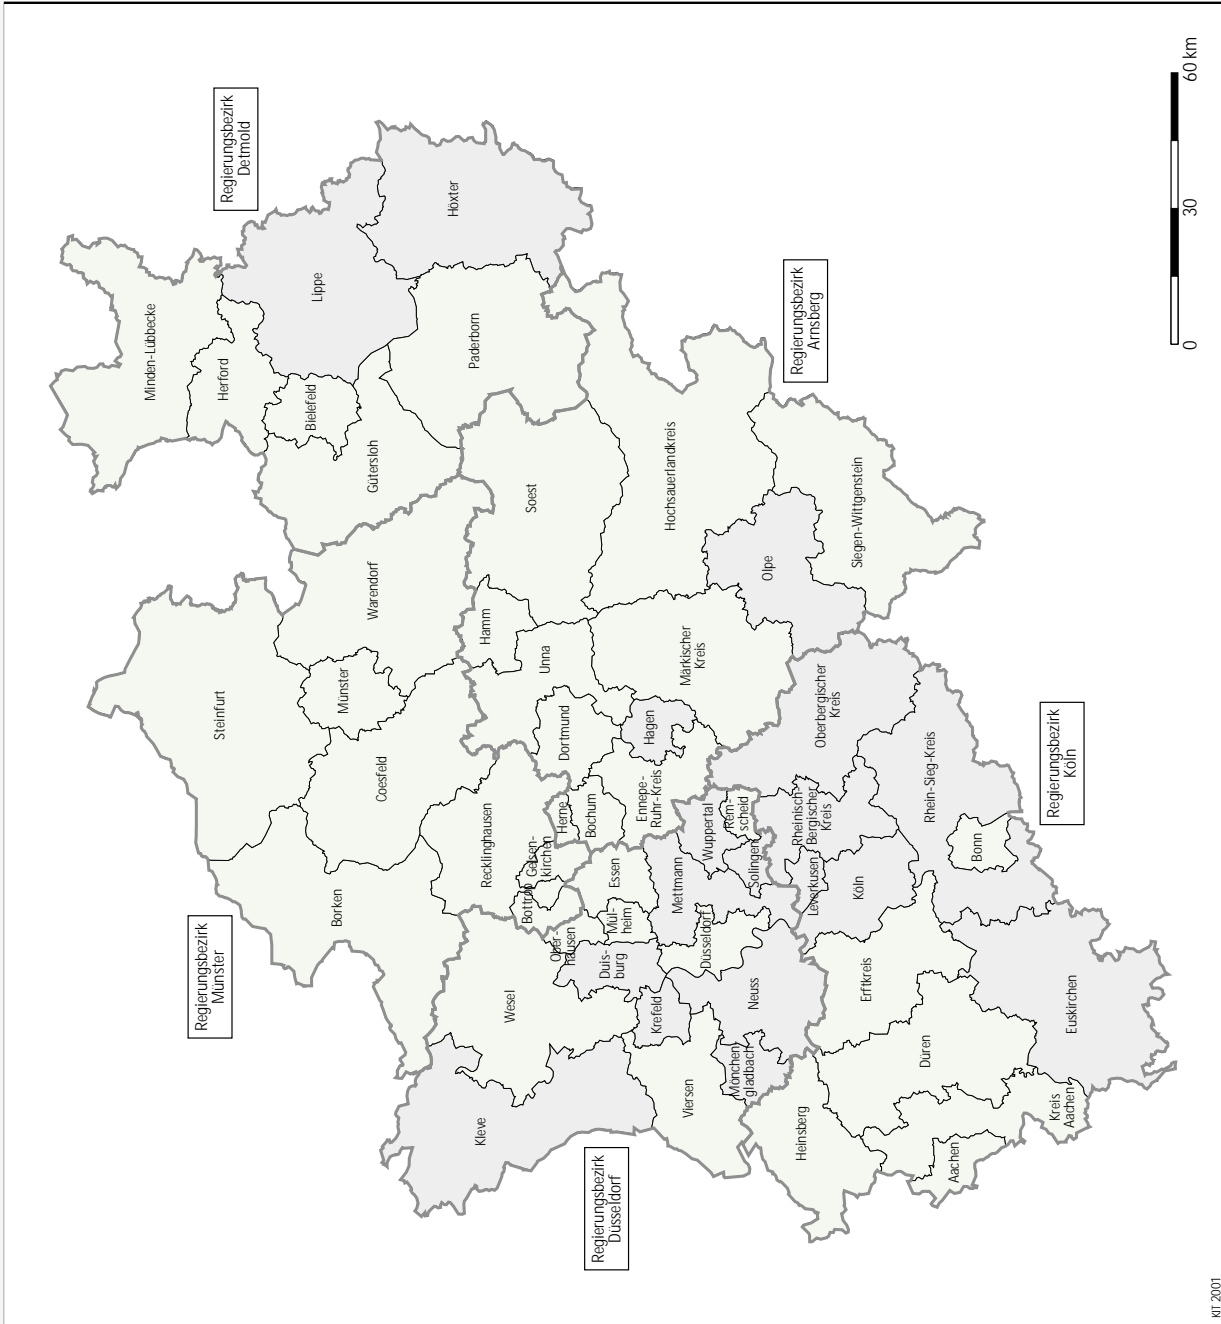 Regierungsbezirk
Münster
Regierungsbezirk
Detmold
Minden-Lübbecke
Steinfurt
Herford
Bielefeld
Lippe
Borken
Münster
Coesfeld
Warendorf
Gütersloh
Höxter
Kleve
Wesel
Recklinghausen
Hamm
Soest
Paderborn
Bottrop
Gelsen-
kirchen
Herne
Dortmund
Unna
Ober-
hausen
Regierungsbezirk
Düsseldorf
Duis-
burg
Mül-
heim
Essen
Bochum
Ennepe-
Ruhr-Kreis
Hagen
Märkischer
Kreis
Hochsauerlandkreis
Krefeld
Viersen
Mettmann
Wuppertal
Düsseldorf
Neuss
Mönchen
gladbach
Rem-
scheid
Solingen
Olpe
Regierungsbezirk
Arnsberg
Heinsberg
Leverkusen
Rheinisch-
Bergischer
Kreis
Oberbergischer
Kreis
Siegen-Wittgenstein
Erftkreis
Köln
Düren
Rhein-Sieg-Kreis
Aachen
Bonn
Kreis
Aachen
Euskirchen
Regierungsbezirk
Köln
0
30
60 km
KIT 2001